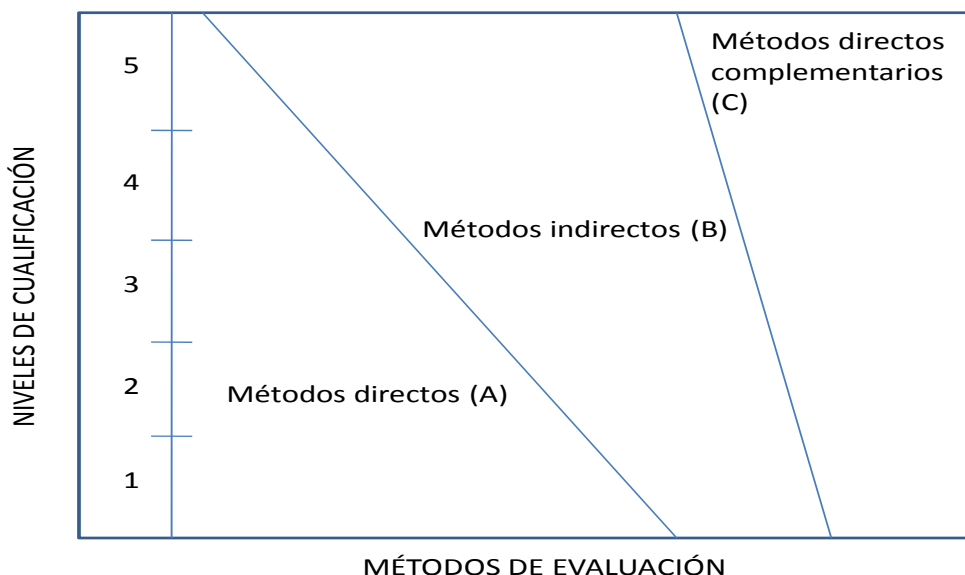 NIVELES DE CUALIFICACIÓN
5
4
3
2
1
Métodos directos
complementarios
(C)
Métodos indirectos (B)
Métodos directos (A)
MÉTODOS DE EVALUACIÓN